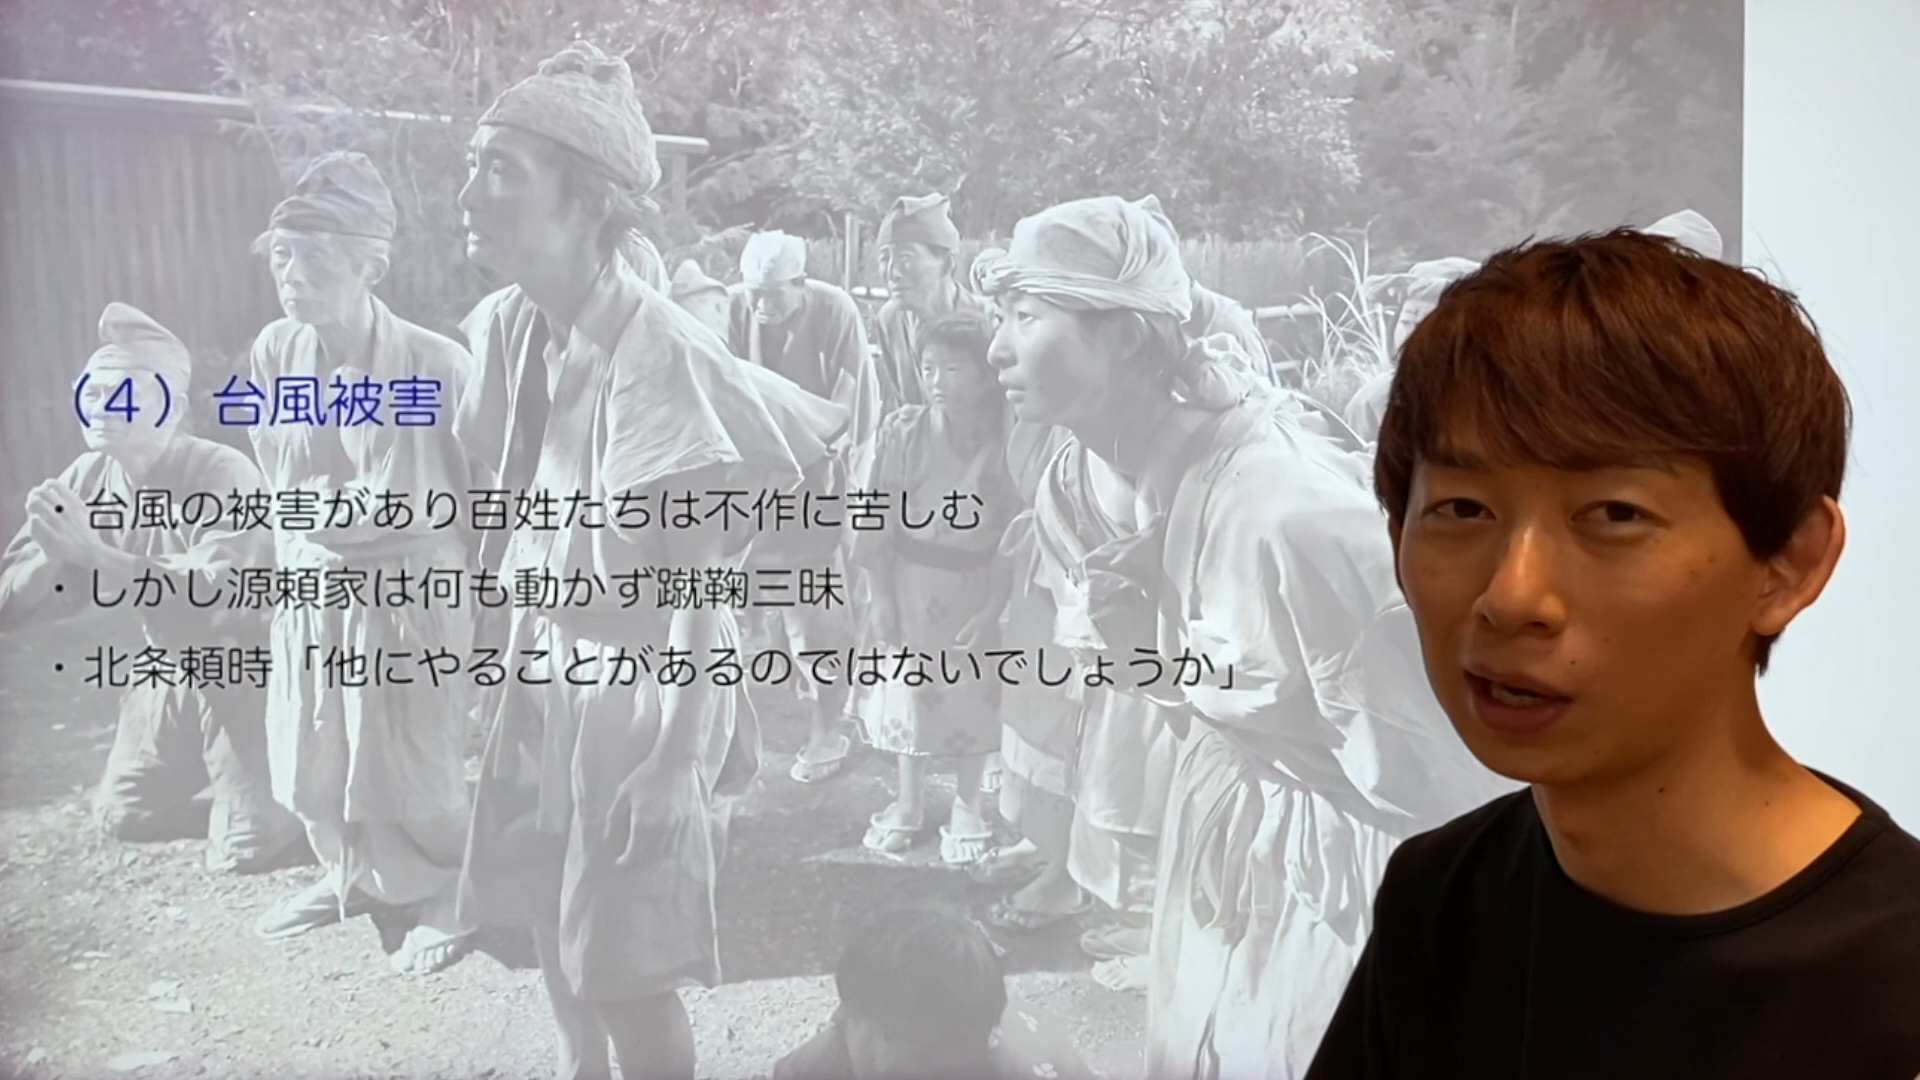 （4）台風被害
・台風の被害があり百姓たちは不作に苦しむ
・しかし源頼家は何も動かず蹴鞠三昧
・北条頼時「他にやることがあるのではないでしょうか」